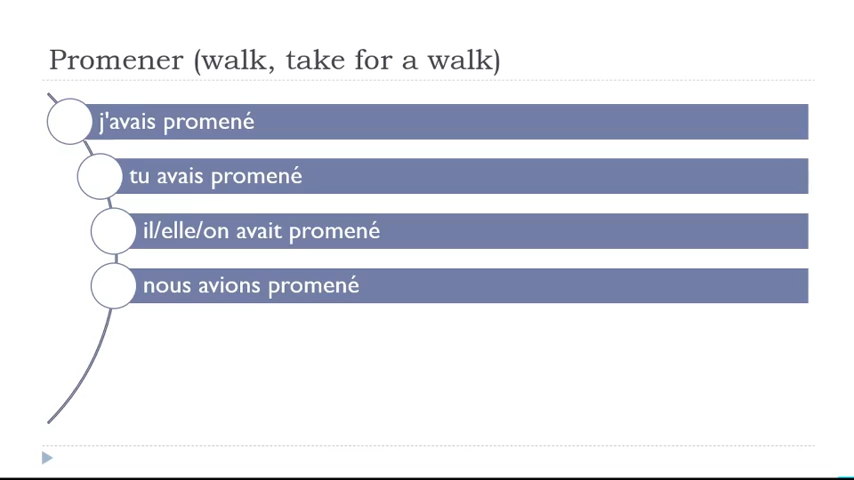 Promener (walk, take for a walk)
j'avais promené
tu avais promené
il/elle/on avait promené
nous avions promené